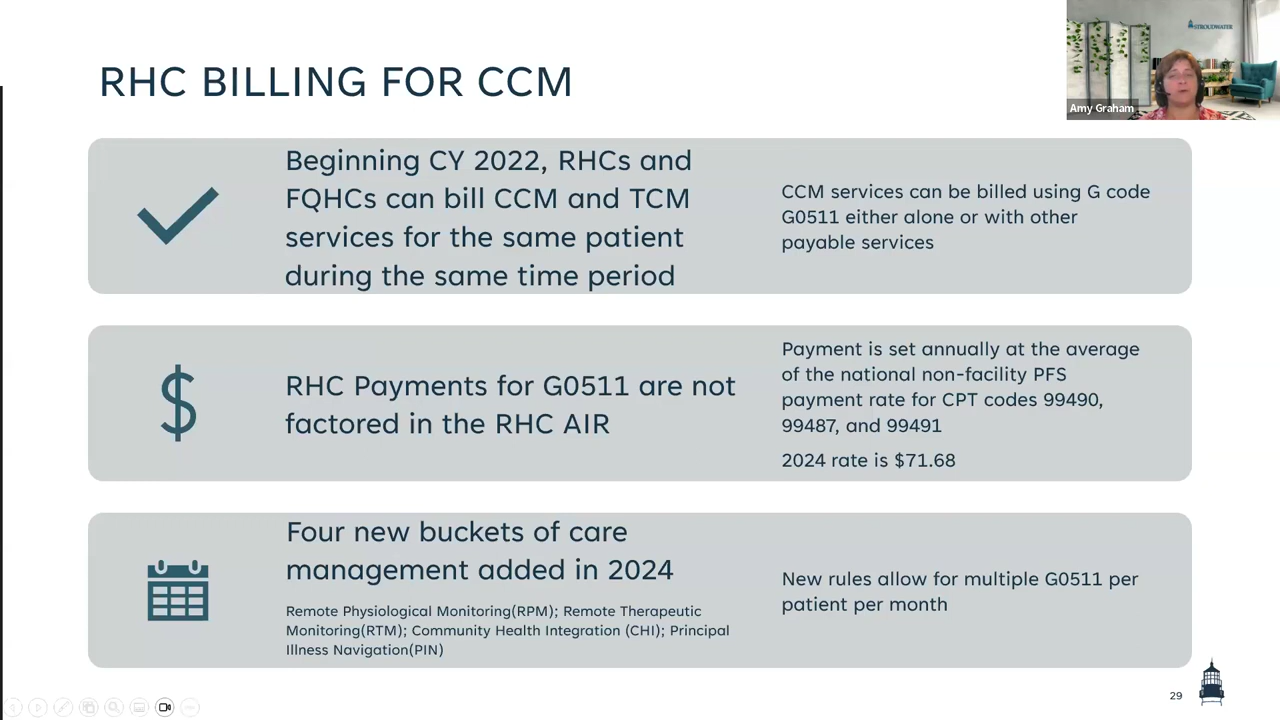 STROUDWATER
Amy Graham
RHC BILLING FOR CCM
Beginning CY 2022, RHCs and
FQHCs can bill CCM and TCM
services for the same patient
during the same time period
CCM services can be billed using G code
G0511 either alone or with other
payable services
$
RHC Payments for G0511 are not
factored in the RHC AIR
Payment is set annually at the average
of the national non-facility PFS
payment rate for CPT codes 99490,
99487, and 99491
2024 rate is $71.68
Four new buckets of care
management added in 2024
Remote Physiological Monitoring(RPM); Remote Therapeutic
Monitoring(RTM); Community Health Integration (CHI); Principal
Illness Navigation(PIN)
New rules allow for multiple G0511 per
patient per month
29